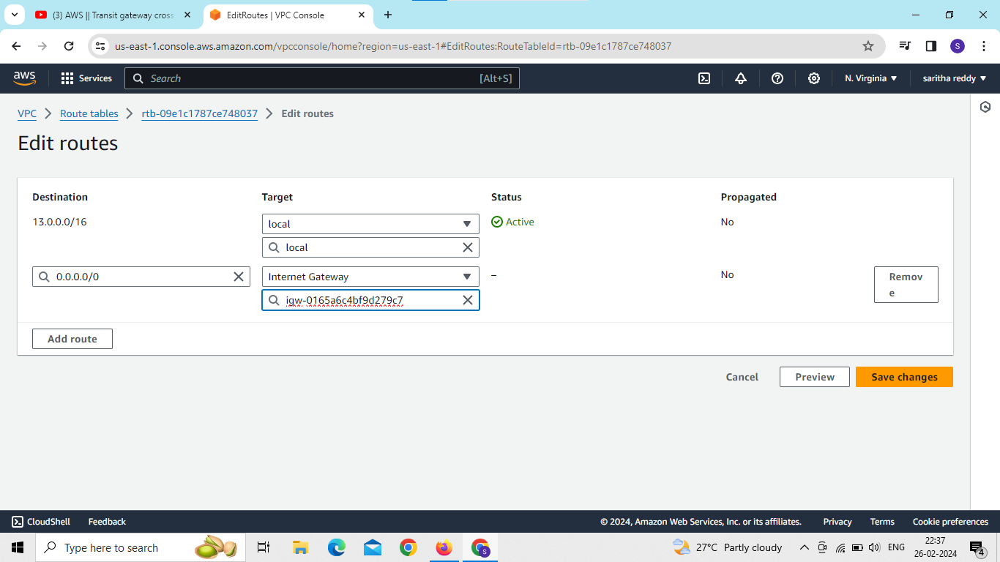 (3) AWS || Transit gateway cross
EditRoutes | VPC Console
us-east-1.console.aws.amazon.com/vpcconsole/home?region=us-east-1#EditRoutes:RouteTableId=rtb-09e1c1787ce748037
S
aws
Services
Search
[Alt+S]
N. Virginia
saritha reddy
VPC
Route tables
rtb-09e1c1787ce748037
Edit routes
Edit routes
Destination
Target
Status
Propagated
13.0.0.0/16
local
Active
No
local
0.0.0.0/0
Internet Gateway
–
No
Remov
e
igw-0165a6c4bf9d279c7
Add route
Cancel
Preview
Save changes
CloudShell
Feedback
© 2024, Amazon Web Services, Inc. or its affiliates.
Privacy
Terms
Cookie preferences
Type here to search
S
27°C Partly cloudy
ENG
22:37
26-02-2024
4